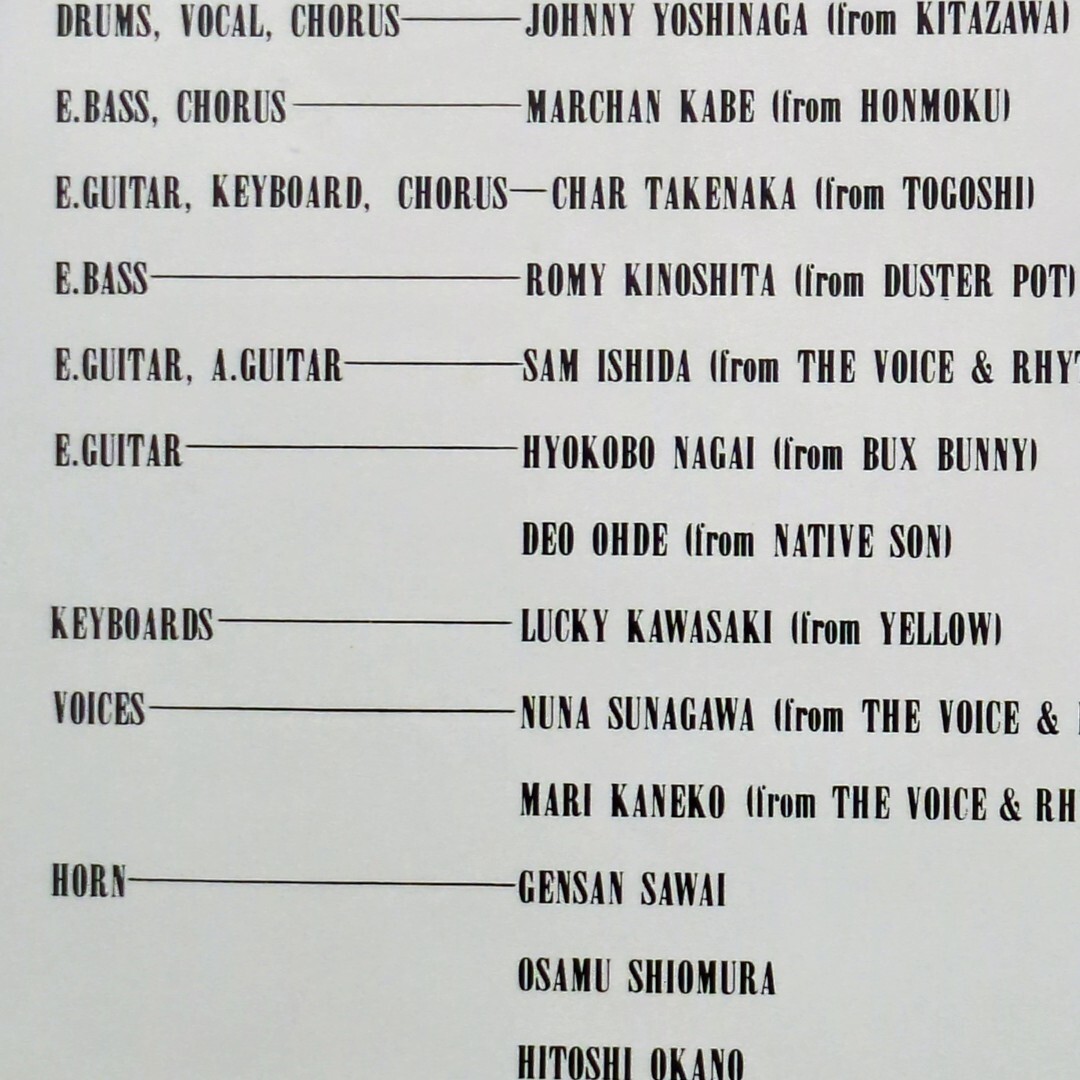 DRUMS, VOCAL, CHORUS—JOHNNY YOSHINAGA (from KITAZAWA)
E.BASS, CHORUS—MARCHAN KABE (from HONMOKU)
E.GUITAR, KEYBOARD, CHORUS—CHAR TAKENAKA (from TOGOSHI)
E.BASS—ROMY KINOSHITA (from DUSTER POT)
E.GUITAR, A.GUITAR—SAM ISHIDA (from THE VOICE & RHY
E.GUITAR—HYOKOBO NAGAI (from BUX BUNNY)
DEO OHDE (from NATIVE SON)
KEYBOARDS—LUCKY KAWASAKI (from YELLOW)
VOICES—NUNA SUNAGAWA (from THE VOICE &
MARI KANEKO (from THE VOICE & RH
HORN—GENSAN SAWAI
OSAMU SHIOMURA
HITOSHI OKANO